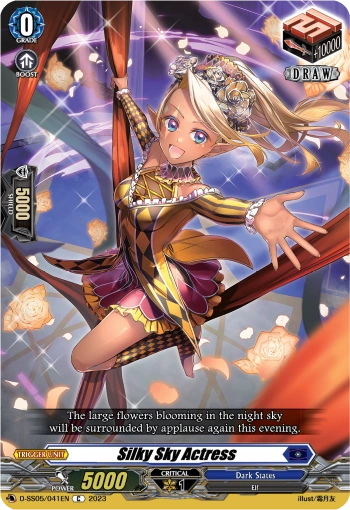 0
GRADE
BOOST
+10000
DRAW
5000
SHIELD
The large flowers blooming in the night sky
will be surrounded by applause again this evening.
TRIGGER UNIT
Silky Sky Actress
POWER
5000
CRITICAL
1
Dark States
Elf
D-SS05/041EN C 2023
illust/霜月友